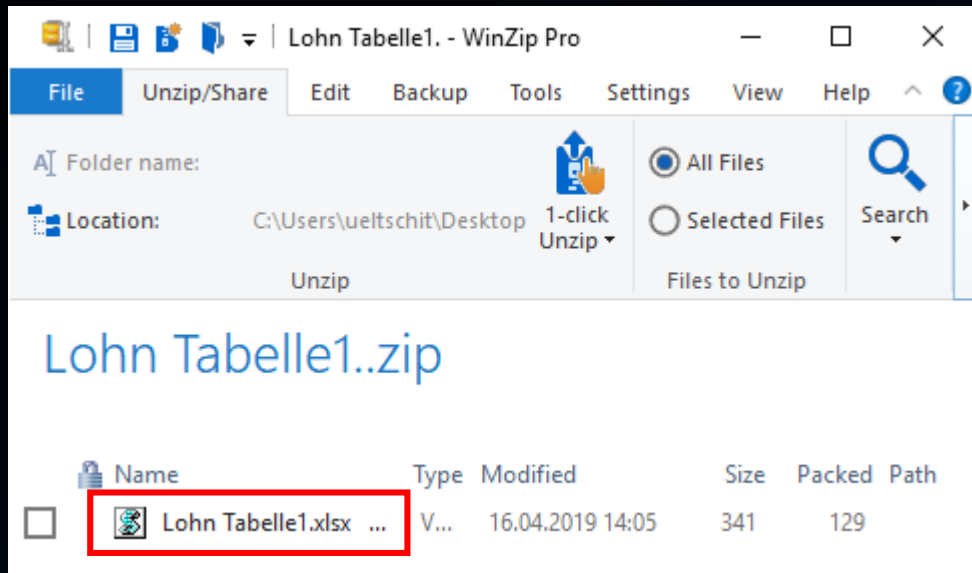 Lohn Tabelle1. - WinZip Pro
File Unzip/Share Edit Backup Tools Settings View Help ?
A Folder name:
Location: C:\Users\ueltschit\Desktop
1-click
Unzip
All Files
Selected Files
Search
Unzip
Files to Unzip
Lohn Tabelle1..zip
Name Type Modified Size Packed Path
Lohn Tabelle1.xlsx ... V... 16.04.2019 14:05 341 129